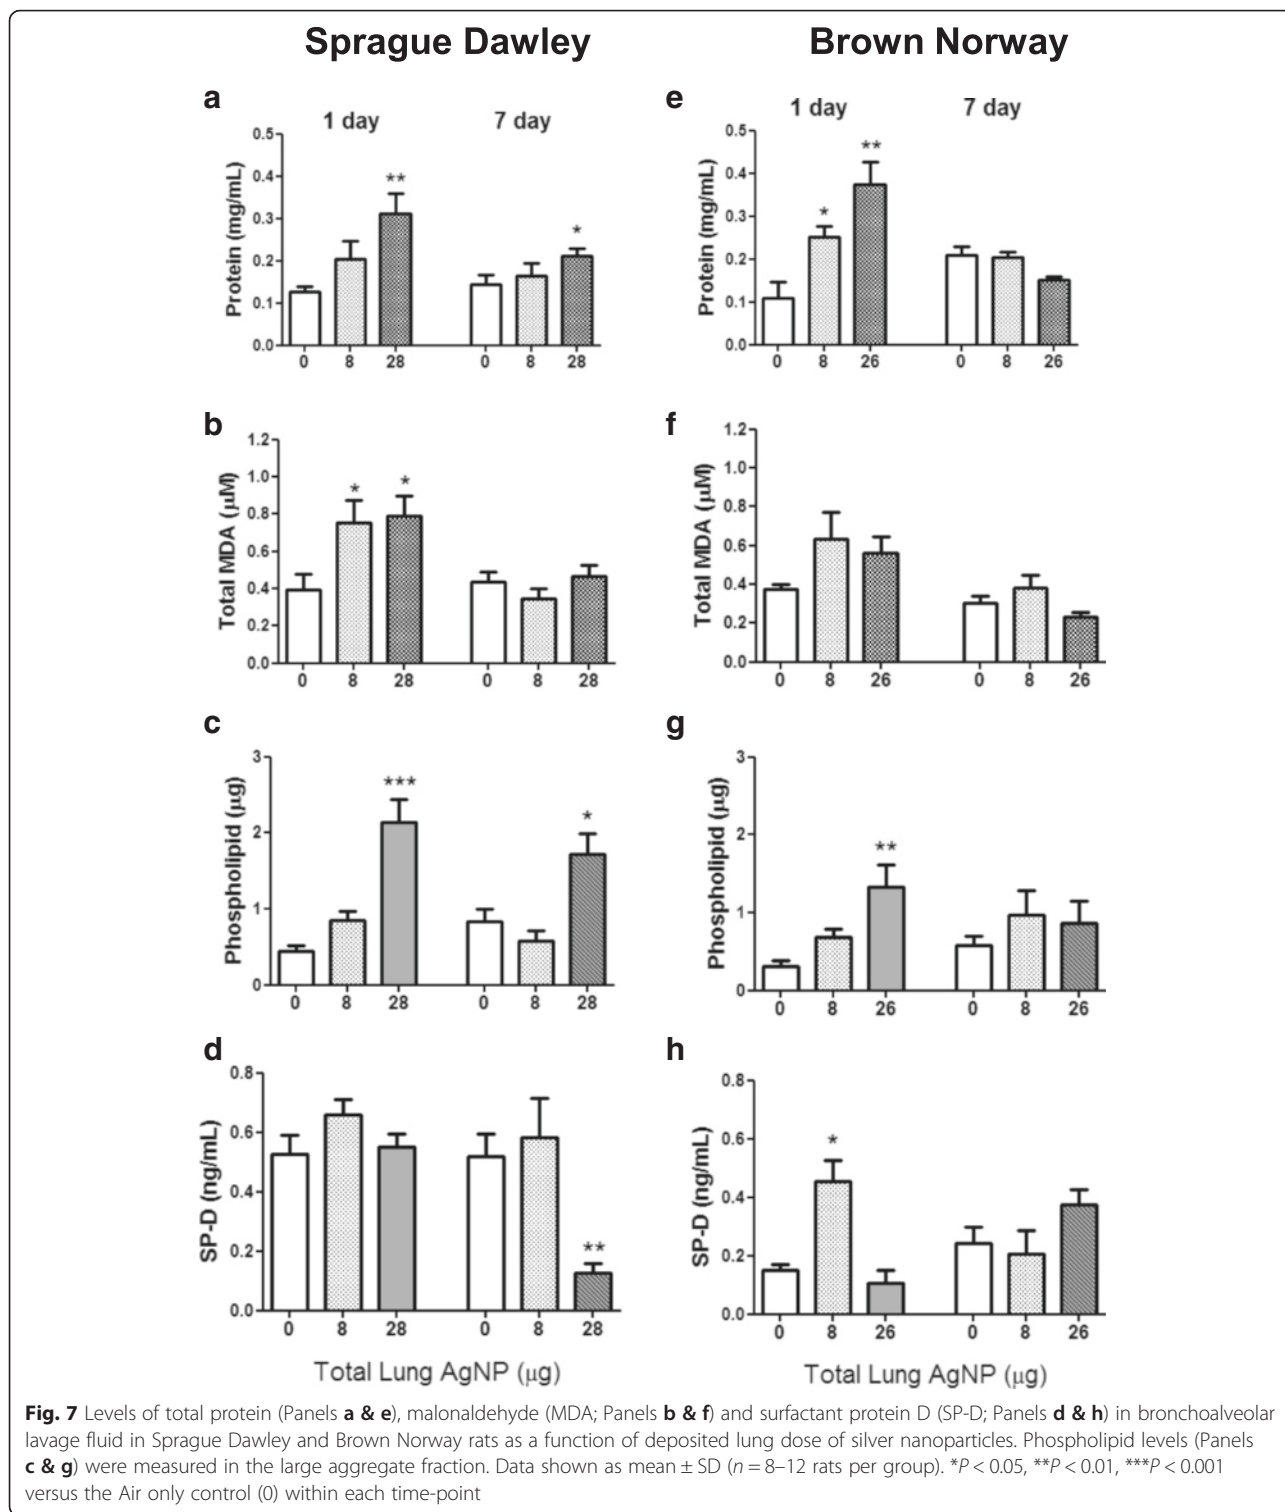 Sprague Dawley
Brown Norway
a
1 day
7 day
Protein (mg/mL)
0.5
0.4
0.3
0.2
0.1
0.0
**
*
0 8 28 0 8 28
e
1 day
7 day
Protein (mg/mL)
0.5
0.4
0.3
0.2
0.1
0.0
*
**
0 8 26 0 8 26
b
Total MDA (µM)
1.2
1.0
0.8
0.6
0.4
0.2
0.0
*
*
0 8 28 0 8 28
f
Total MDA (µM)
1.2
1.0
0.8
0.6
0.4
0.2
0.0
0 8 26 0 8 26
c
Phospholipid (µg)
3
2
1
0
***
*
0 8 28 0 8 28
g
Phospholipid (µg)
3
2
1
0
**
0 8 26 0 8 26
d
SP-D (ng/mL)
0.8
0.6
0.4
0.2
0.0
**
0 8 28 0 8 28
Total Lung AgNP (µg)
h
SP-D (ng/mL)
0.8
0.6
0.4
0.2
0.0
*
0 8 26 0 8 26
Total Lung AgNP (µg)
Fig. 7 Levels of total protein (Panels a & e), malonaldehyde (MDA; Panels b & f) and surfactant protein D (SP-D; Panels d & h) in bronchoalveolar
lavage fluid in Sprague Dawley and Brown Norway rats as a function of deposited lung dose of silver nanoparticles. Phospholipid levels (Panels
c & g) were measured in the large aggregate fraction. Data shown as mean ± SD (n = 8–12 rats per group). *P < 0.05, **P < 0.01, ***P < 0.001
versus the Air only control (0) within each time-point